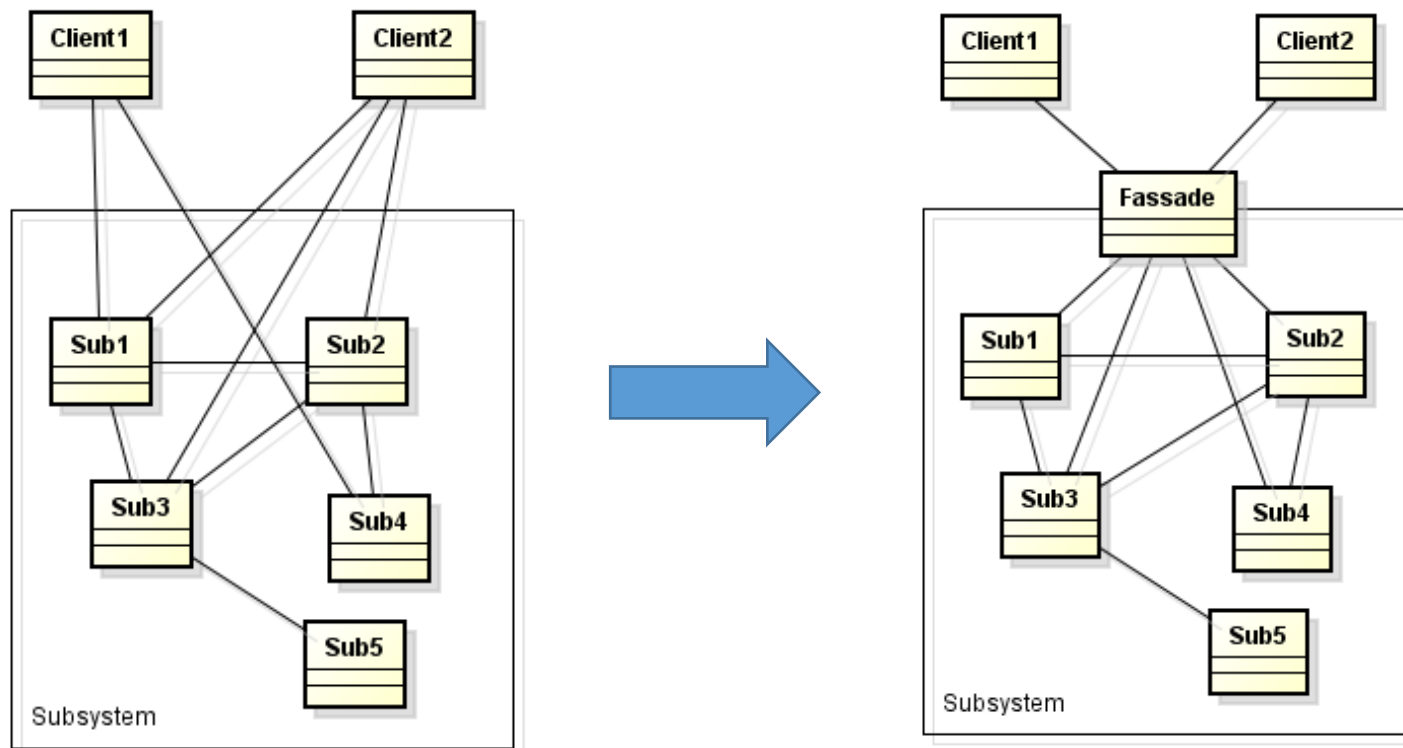 Client1
Client2
Sub1
Sub2
Sub3
Sub4
Sub5
Subsystem
Client1
Client2
Fassade
Sub1
Sub2
Sub3
Sub4
Sub5
Subsystem